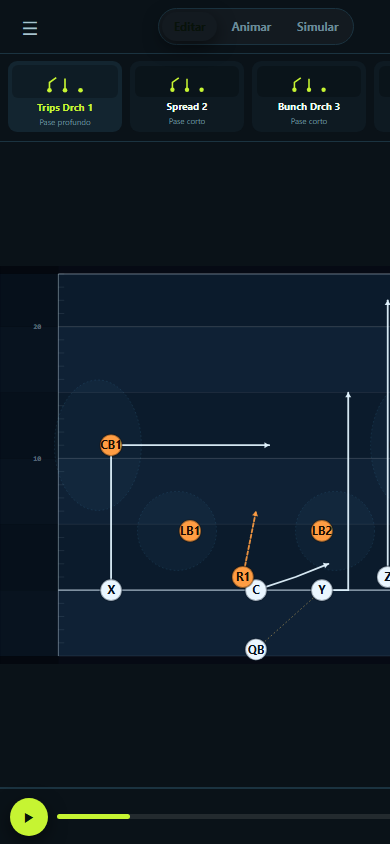 Editar
Animar
Simular
Trips Drch 1
Pase profundo
Spread 2
Pase corto
Bunch Drch 3
Pase corto
20
CB1
10
LB1
LB2
R1
X
C
Y
Z
QB